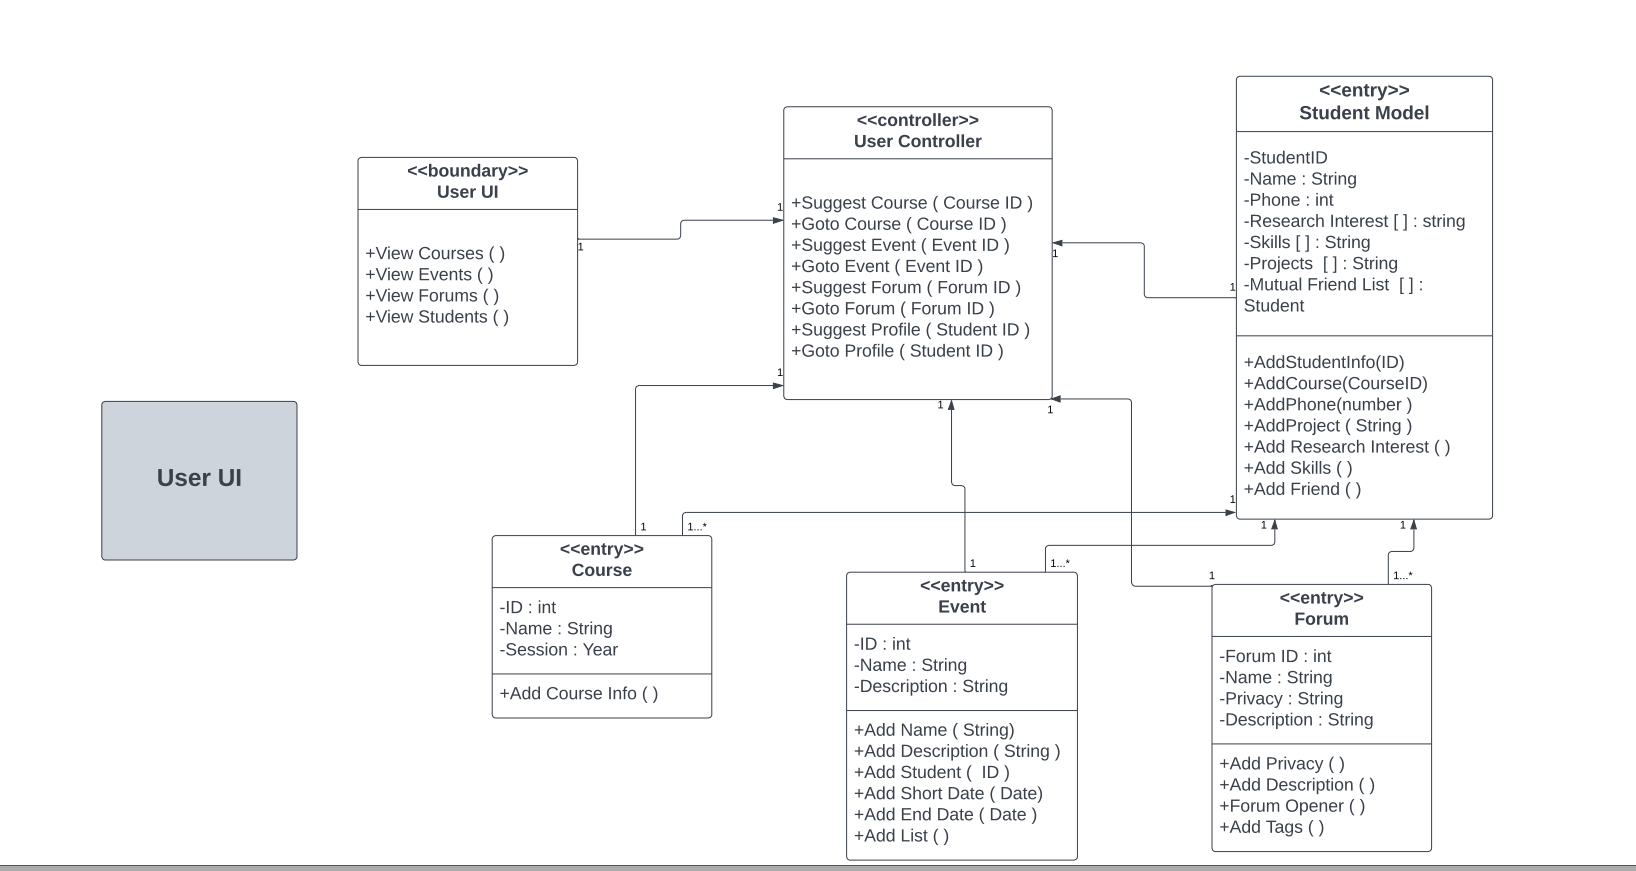 User UI
<<boundary>>
User UI
+View Courses ( )
+View Events ( )
+View Forums ( )
+View Students ( )
1
1
<<controller>>
User Controller
+Suggest Course ( Course ID )
+Goto Course ( Course ID )
+Suggest Event ( Event ID )
+Goto Event ( Event ID )
+Suggest Forum ( Forum ID )
+Goto Forum ( Forum ID )
+Suggest Profile ( Student ID )
+Goto Profile ( Student ID )
1
1
1
1
1
<<entry>>
Student Model
-StudentID
-Name : String
-Phone : int
-Research Interest [ ] : string
-Skills [ ] : String
-Projects  [ ] : String
-Mutual Friend List  [ ] :
Student
+AddStudentInfo(ID)
+AddCourse(CourseID)
+AddPhone(number )
+AddProject ( String )
+Add Research Interest ( )
+Add Skills ( )
+Add Friend ( )
1
1
1
1
1...*
<<entry>>
Course
-ID : int
-Name : String
-Session : Year
+Add Course Info ( )
1
1...*
<<entry>>
Event
-ID : int
-Name : String
-Description : String
+Add Name ( String)
+Add Description ( String )
+Add Student (  ID )
+Add Short Date ( Date)
+Add End Date ( Date )
+Add List ( )
1
1...*
<<entry>>
Forum
-Forum ID : int
-Name : String
-Privacy : String
-Description : String
+Add Privacy ( )
+Add Description ( )
+Forum Opener ( )
+Add Tags ( )